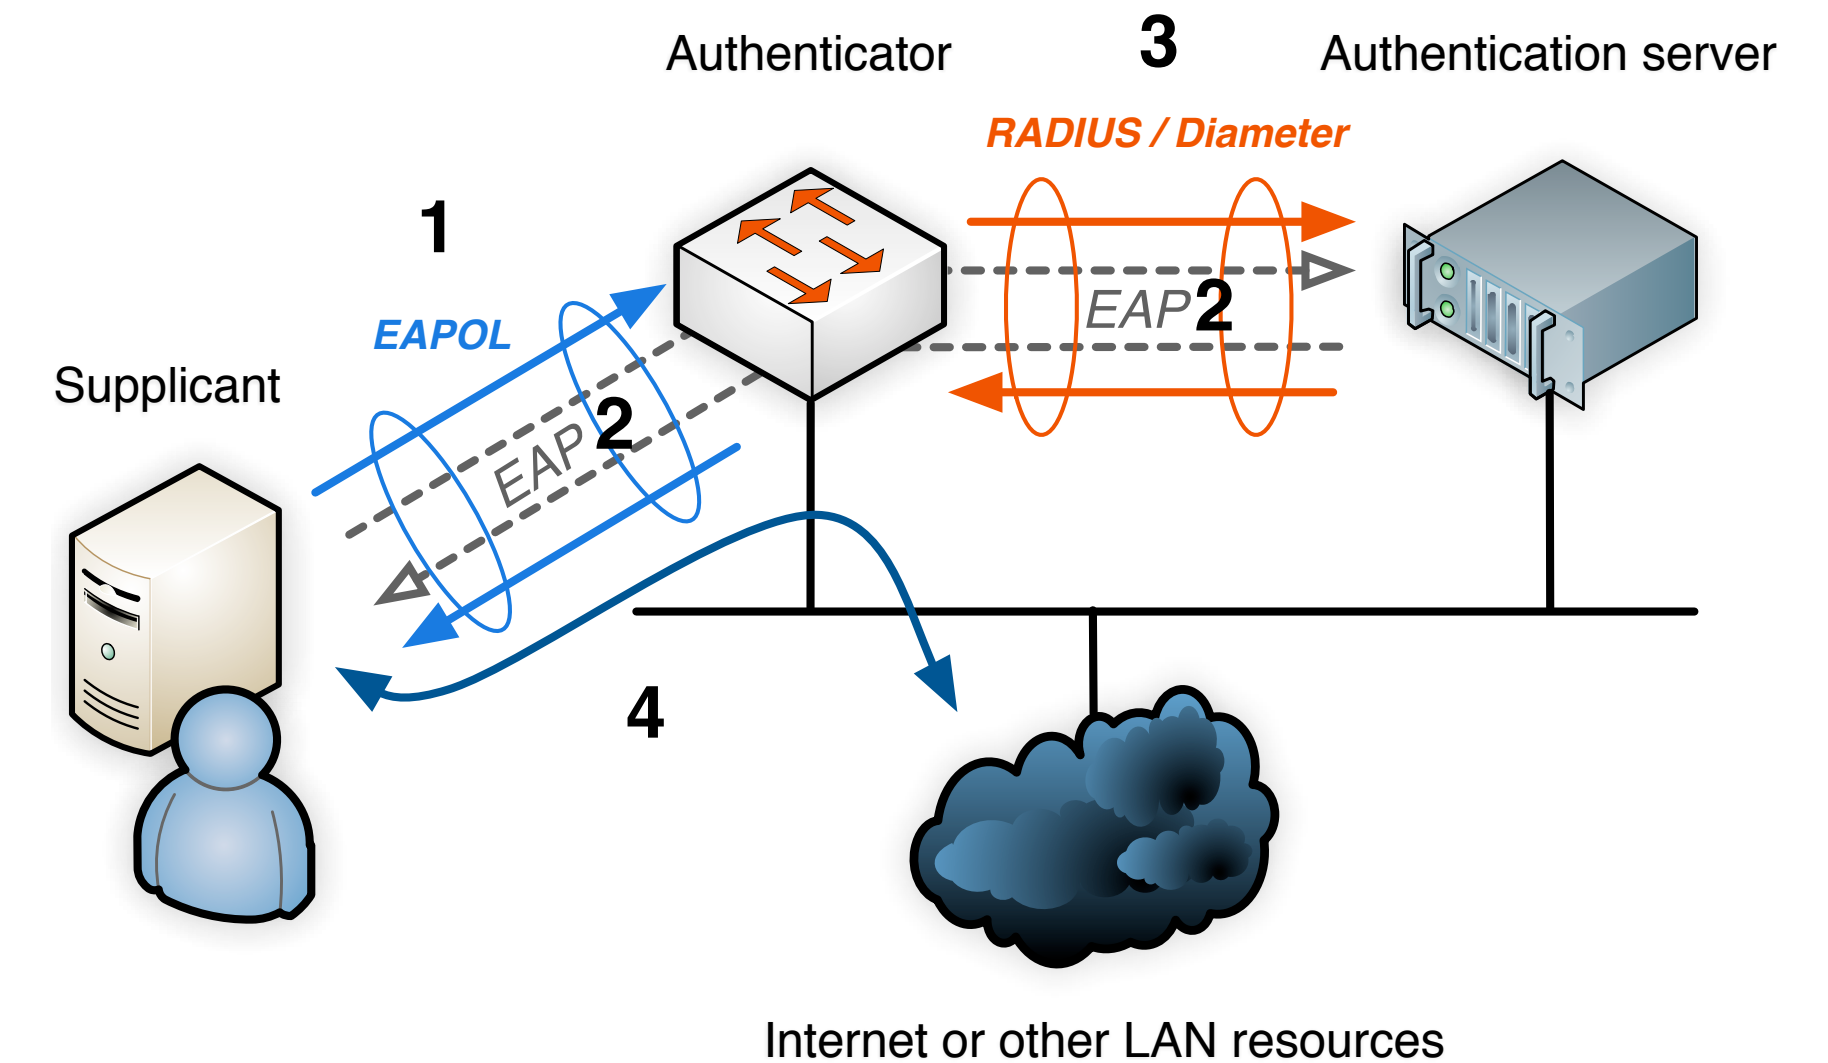 Authenticator
3
Authentication server
RADIUS / Diameter
1
EAPOL
EAP 2
Supplicant
EAP 2
4
Internet or other LAN resources